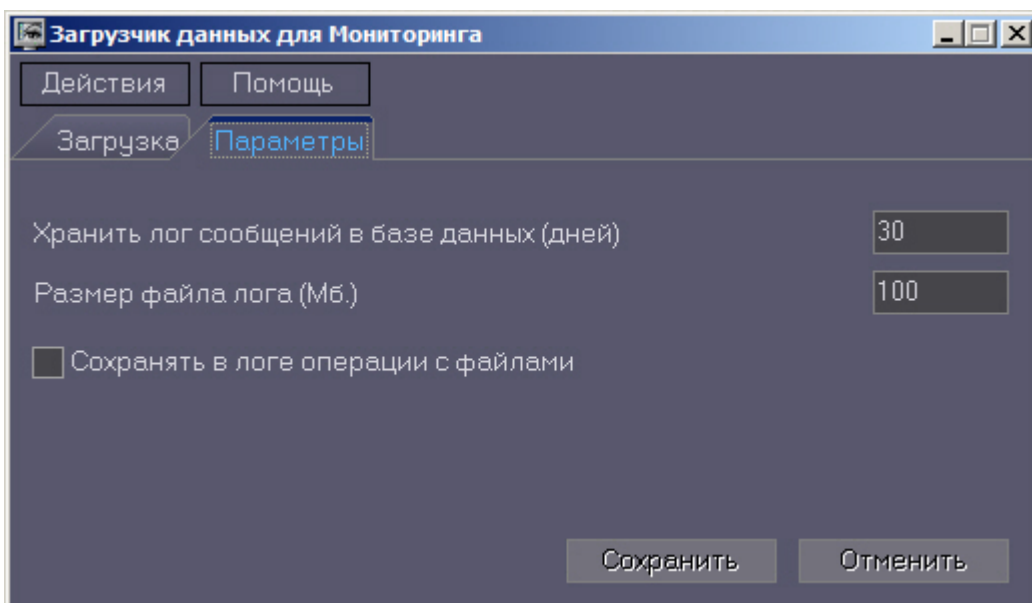 Загрузчик данных для Мониторинга
Действия Помощь
Загрузка Параметры
Хранить лог сообщений в базе данных (дней) 30
Размер файла лога (Мб.) 100
Сохранять в логе операции с файлами
Сохранить Отменить